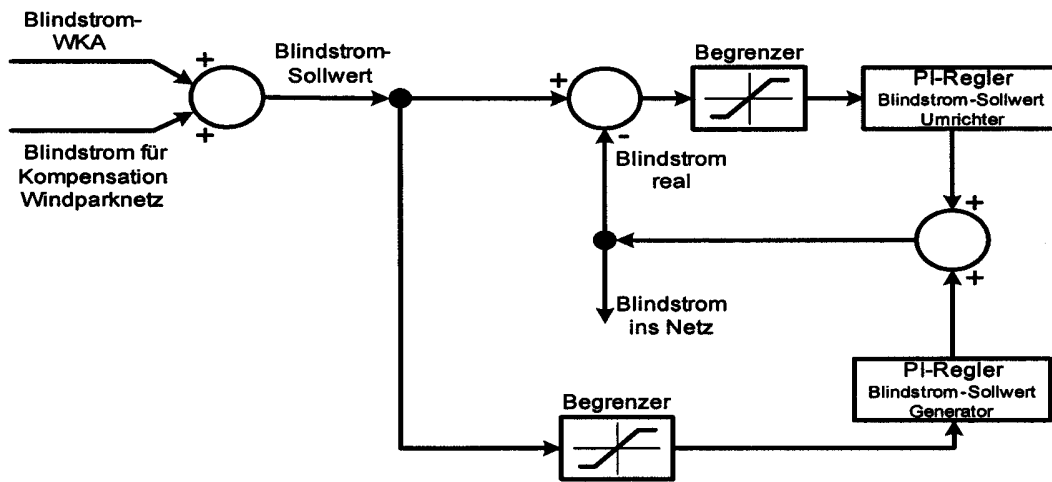 Blindstrom-
WKA
+
+
Blindstrom für
Kompensation
Windparknetz
Blindstrom-
Sollwert
+
-
Begrenzer
PI-Regler
Blindstrom-Sollwert
Umrichter
Blindstrom
real
+
+
Blindstrom
ins Netz
Begrenzer
PI-Regler
Blindstrom-Sollwert
Generator